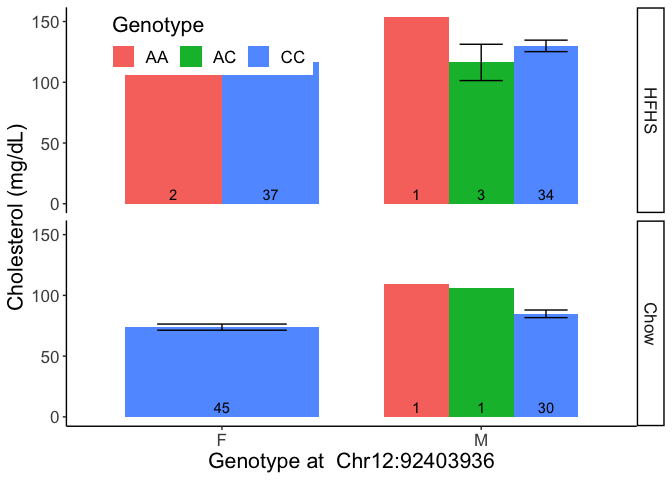 Genotype
AA AC CC
Cholesterol (mg/dL)
150
100
50
0
2 37 1 3 34
HFHS
150
100
50
0
45 1 1 30
Chow
F M
Genotype at  Chr12:92403936